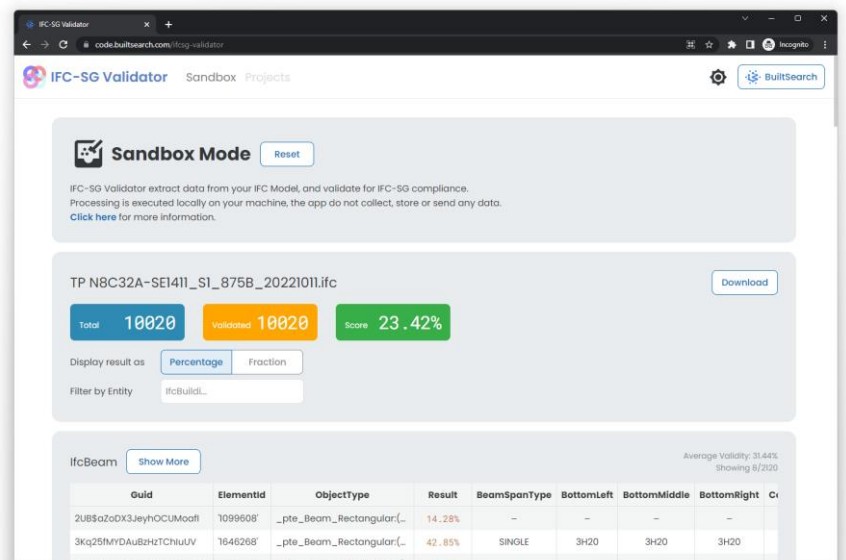 IFC-SG Validator
code.builtsearch.com/ifcsg-validator
Incognito
IFC-SG Validator Sandbox Projects BuiltSearch
Sandbox Mode Reset
IFC-SG Validator extract data from your IFC Model, and validate for IFC-SG compliance.
Processing is executed locally on your machine, the app do not collect, store or send any data.
Click here for more information.
TP N8C32A-SE1411_S1_875B_20221011.ifc Download
Total 10020 Validated 10020 Score 23.42%
Display result as Percentage Fraction
Filter by Entity IfcBuildi...
IfcBeam Show More Average Validity: 31.44%
Showing 8/2120
Guid ElementId ObjectType Result BeamSpanType BottomLeft BottomMiddle BottomRight
'1099608' _pte_Beam_Rectangular:(... 14.28% - - - -
3Kq25fMYDAuBzHzTChIuUV '1646268' _pte_Beam_Rectangular:(... 42.85% SINGLE 3H20 3H20 3H20